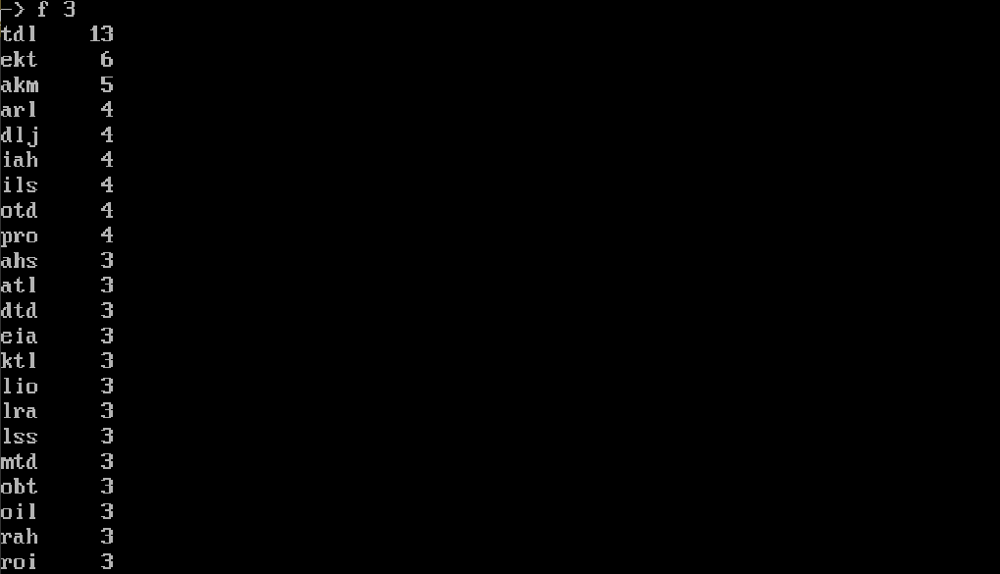 -> f 3
tdl 13
ekt 6
akm 5
arl 4
dlj 4
iah 4
ils 4
otd 4
pro 4
ahs 3
atl 3
dtd 3
eia 3
ktl 3
lio 3
lra 3
lss 3
mtd 3
obt 3
oil 3
rah 3
roi 3